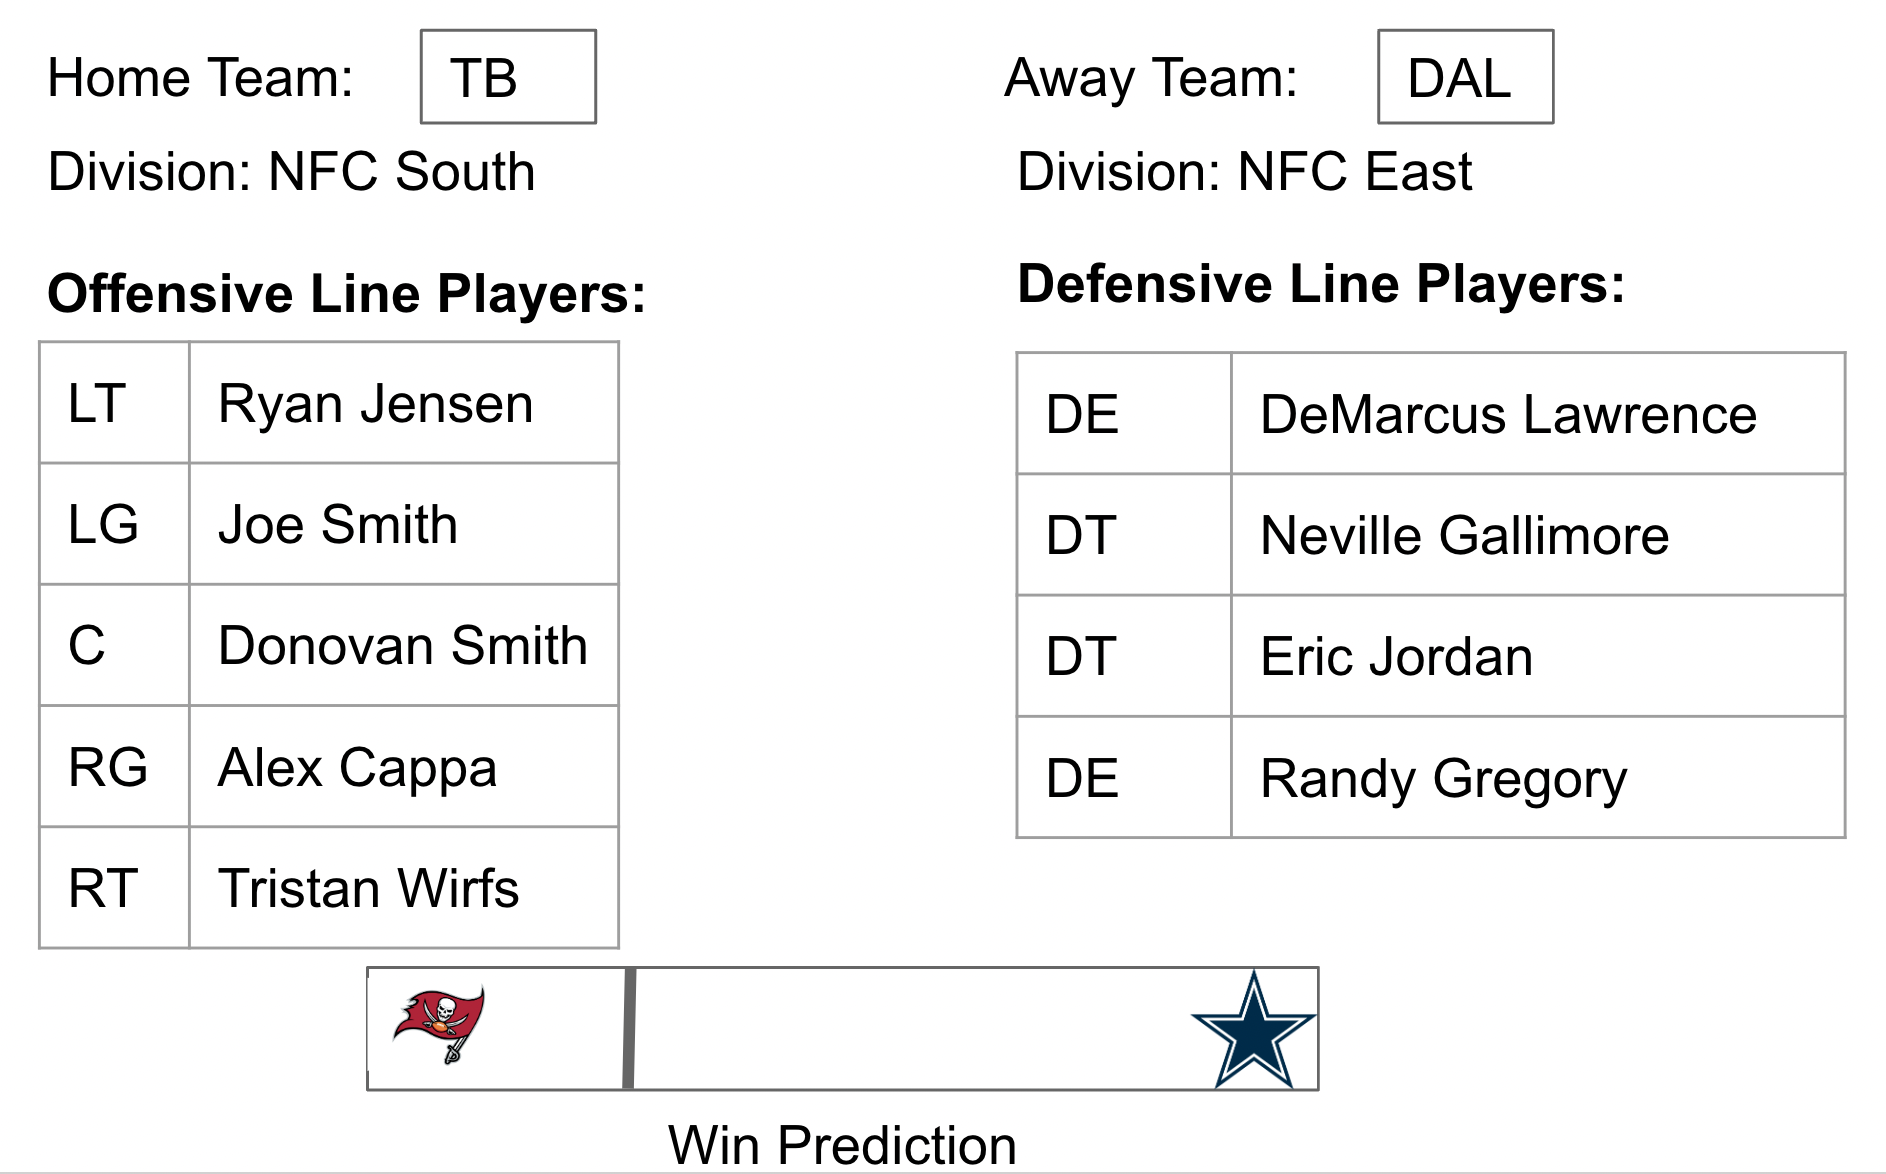 Home Team: TB
Division: NFC South
Offensive Line Players:
LT Ryan Jensen
LG Joe Smith
C Donovan Smith
RG Alex Cappa
RT Tristan Wirfs
Away Team: DAL
Division: NFC East
Defensive Line Players:
DE DeMarcus Lawrence
DT Neville Gallimore
DT Eric Jordan
DE Randy Gregory
Win Prediction